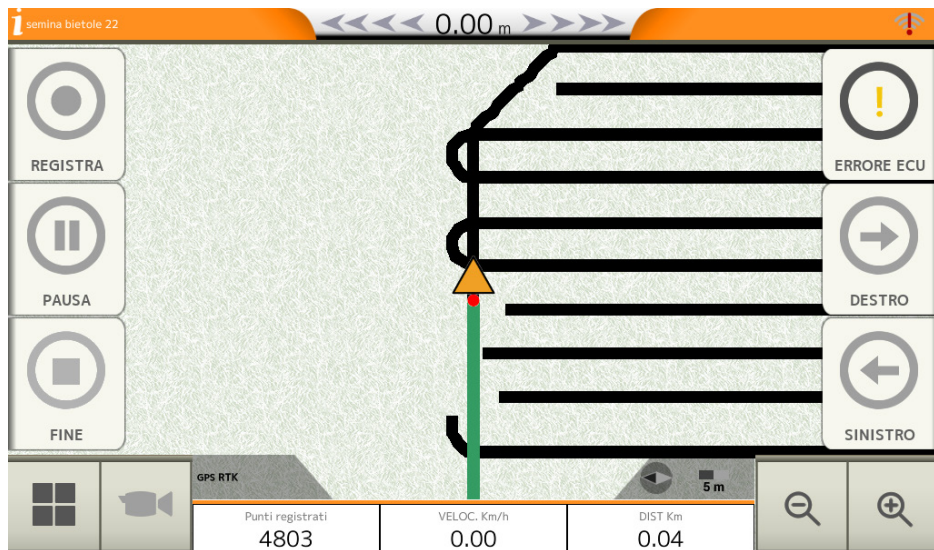 i semina bietole 22
0.00 m
REGISTRA
ERRORE ECU
PAUSA
DESTRO
FINE
SINISTRO
GPS RTK
5 m
Punti registrati
4803
VELOC. Km/h
0.00
DIST Km
0.04